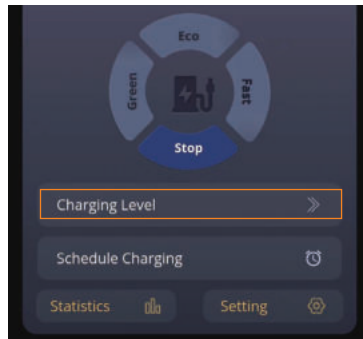 Eco
Green
Fast
Stop
Charging Level
Schedule Charging
Statistics
Setting